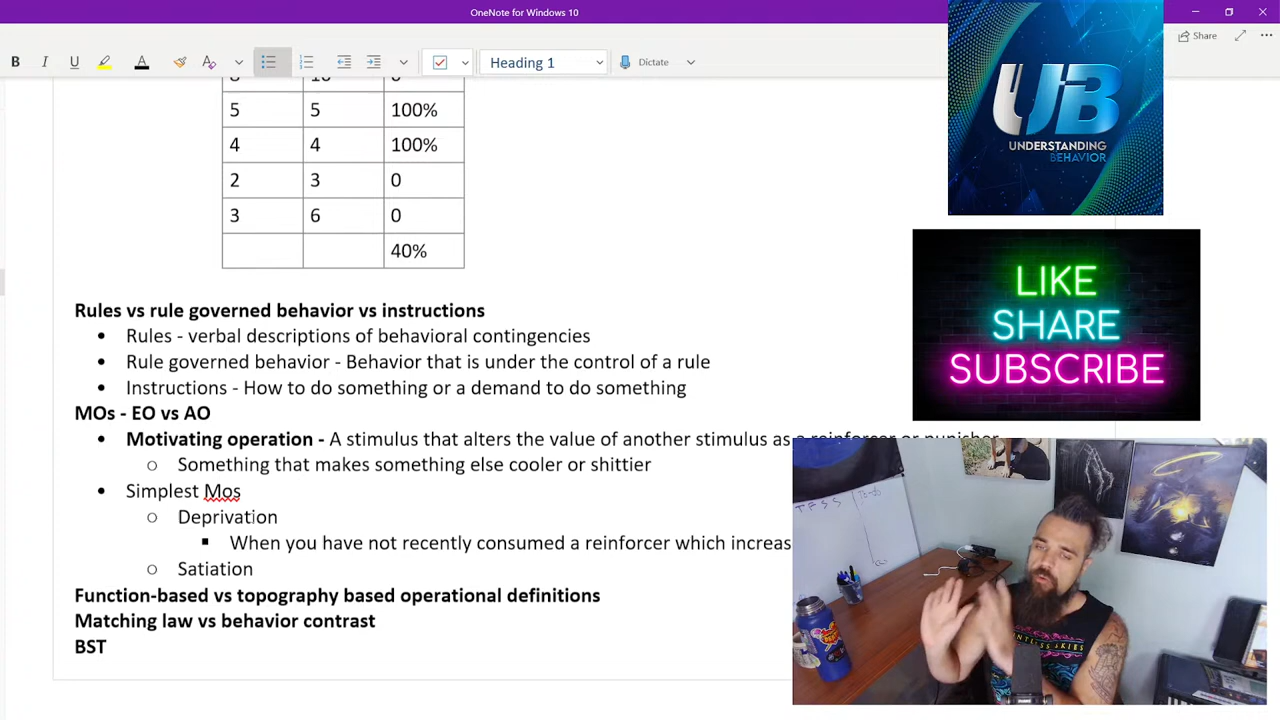 OneNote for Windows 10
Share
B I U A A Heading 1 Dictate
5 5 100%
4 4 100%
2 3 0
3 6 0
40%
UB
UNDERSTANDING
BEHAVIOR
LIKE
SHARE
SUBSCRIBE
Rules vs rule governed behavior vs instructions
Rules - verbal descriptions of behavioral contingencies
Rule governed behavior - Behavior that is under the control of a rule
Instructions - How to do something or a demand to do something
MOs - EO vs AO
Motivating operation - A stimulus that alters the value of another stimulus as a reinforcer or punisher
Something that makes something else cooler or shittier
Simplest Mos
Deprivation
When you have not recently consumed a reinforcer which increas
Satiation
Function-based vs topography based operational definitions
Matching law vs behavior contrast
BST